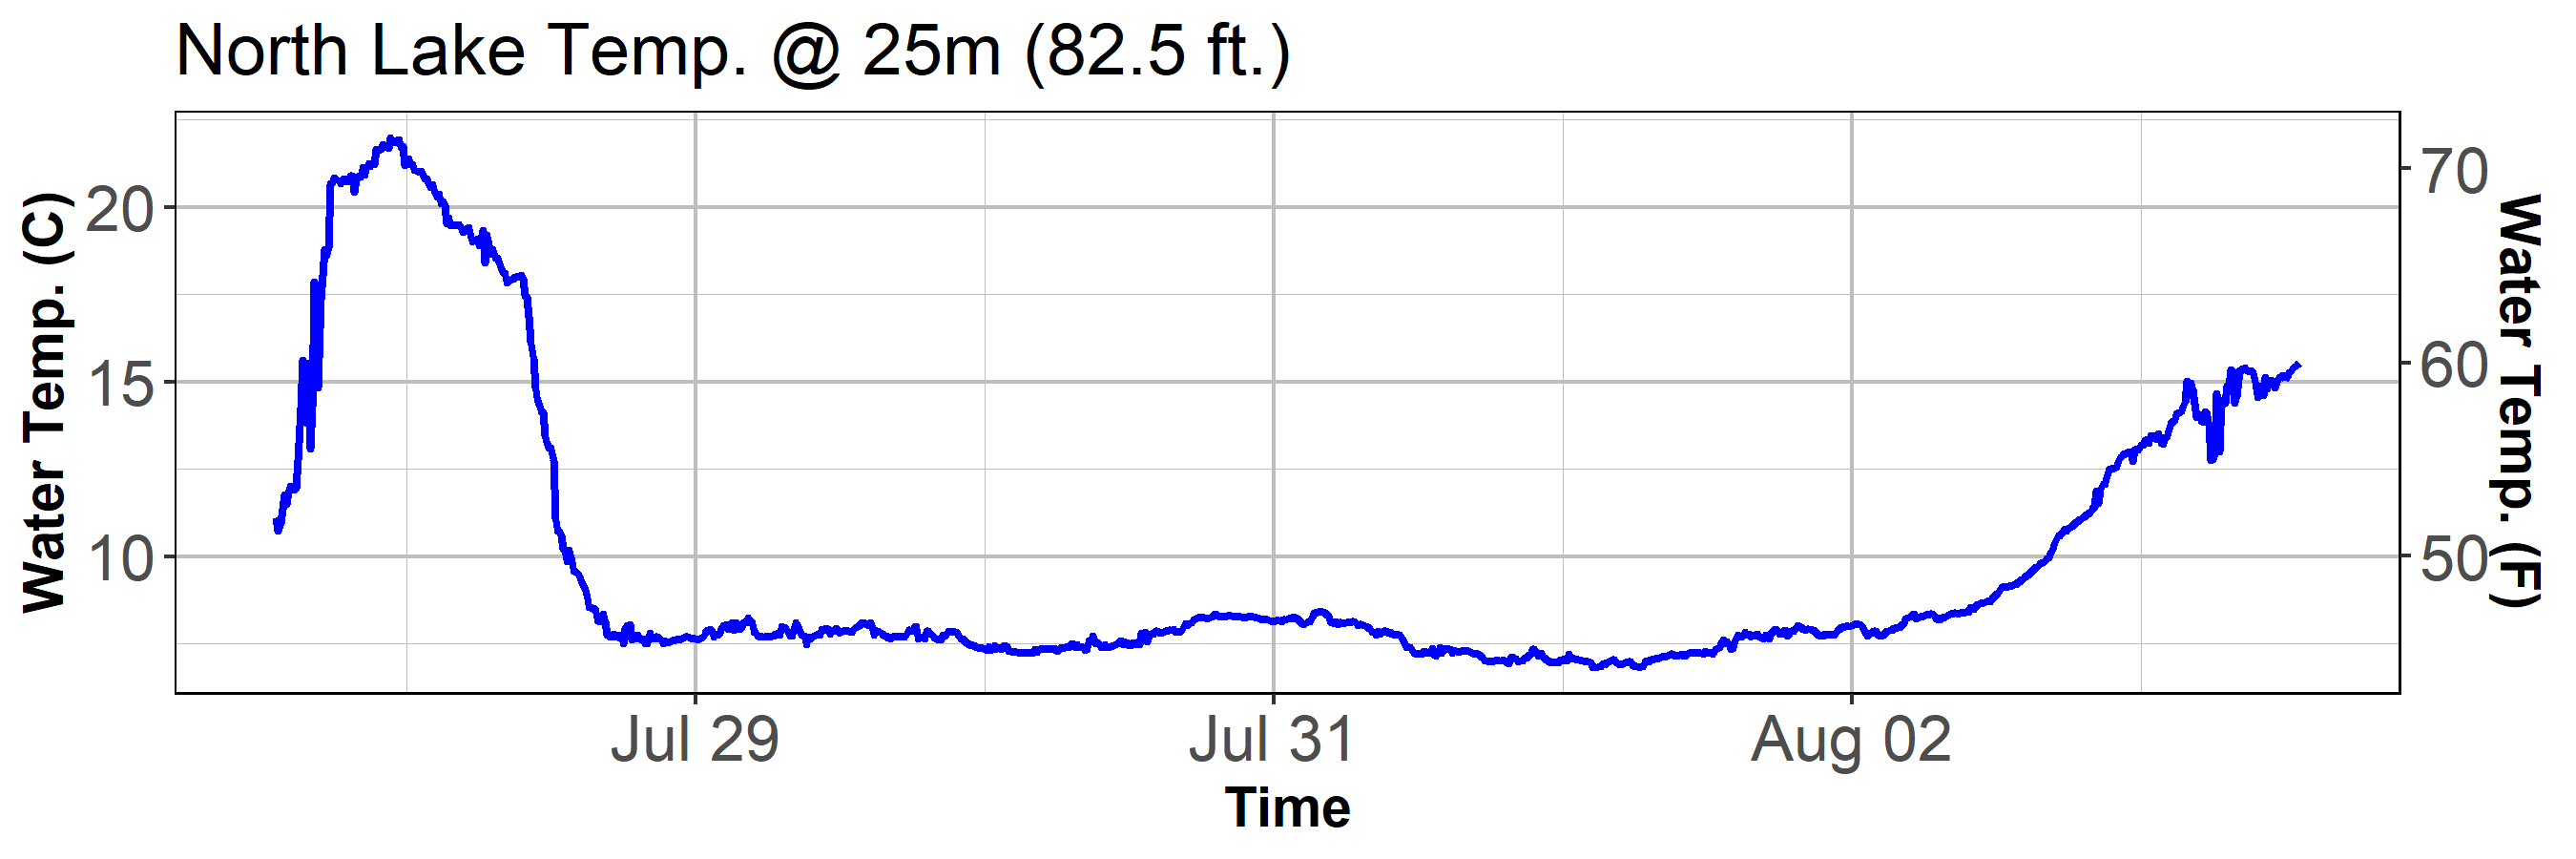 North Lake Temp. @ 25m (82.5 ft.)
Water Temp. (C)
20
15
10
70
60
50
Water Temp. (F)
Jul 29 Jul 31 Aug 02
Time